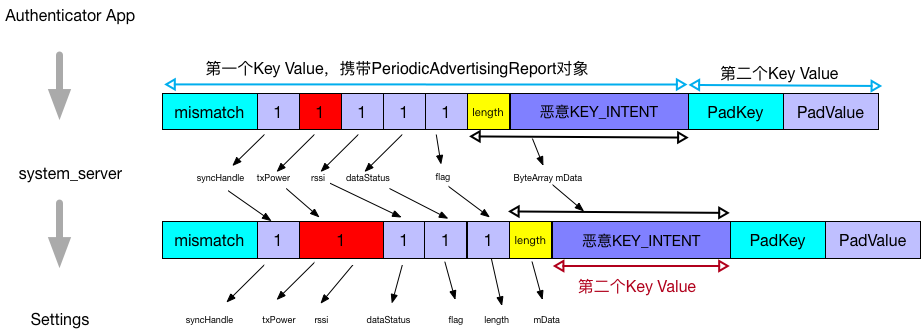 Authenticator App
第一个Key Value，携带PeriodicAdvertisingReport对象
第二个Key Value
mismatch 1 1 1 1 1 length 恶意KEY_INTENT PadKey PadValue
system_server
syncHandle txPower rssi dataStatus flag ByteArray mData
mismatch 1 1 1 1 1 length 恶意KEY_INTENT PadKey PadValue
第二个Key Value
Settings
syncHandle txPower rssi dataStatus flag length mData